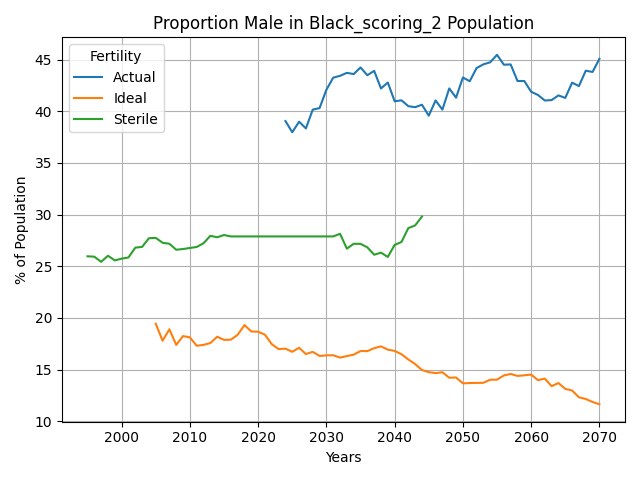 Proportion Male in Black_scoring_2 Population
Fertility
Actual
Ideal
Sterile
% of Population
45
40
35
30
25
20
15
10
2000 2010 2020 2030 2040 2050 2060 2070
Years